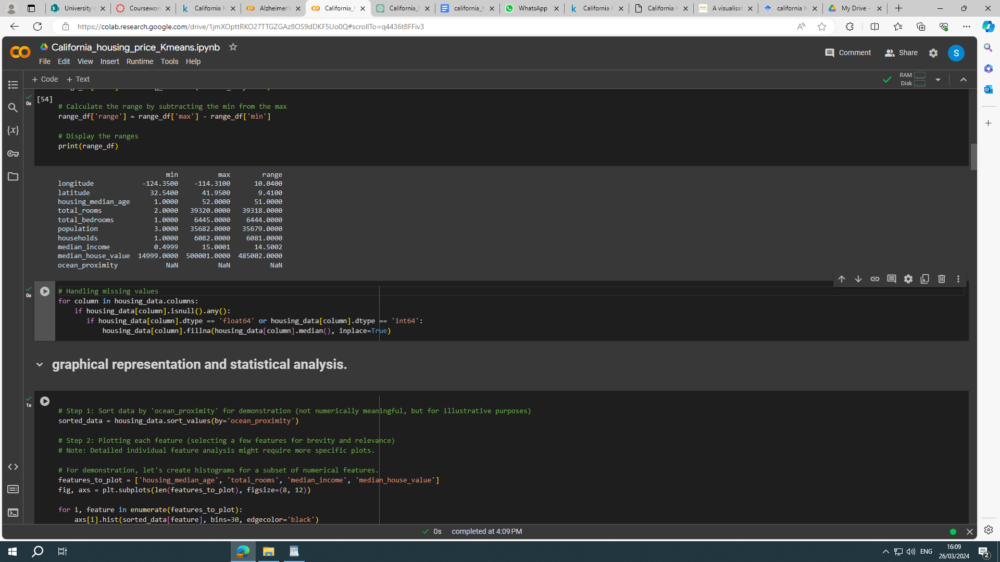 University o
Coursework
California H
Alzheimer's
California_h
California_h
california_h
WhatsApp
California H
California H
A visualisat
california h
My Drive -
https://colab.research.google.com/drive/1jmXOpttRKO27TTGZGAz8OS9dDKF5Uo0Q#scrollTo=q4436t8FFiv3
California_housing_price_Kmeans.ipynb
Comment
Share
S
File Edit View Insert Runtime Tools Help
+ Code + Text
RAM
Disk
[54]
0s
# Calculate the range by subtracting the min from the max
range_df['range'] = range_df['max'] - range_df['min']
# Display the ranges
print(range_df)
min max range
longitude -124.3500 -114.3100 10.0400
latitude 32.5400 41.9500 9.4100
housing_median_age 1.0000 52.0000 51.0000
total_rooms 2.0000 39320.0000 39318.0000
total_bedrooms 1.0000 6445.0000 6444.0000
population 3.0000 35682.0000 35679.0000
households 1.0000 6082.0000 6081.0000
median_income 0.4999 15.0001 14.5002
median_house_value 14999.0000 500001.0000 485002.0000
ocean_proximity NaN NaN NaN
0s
# Handling missing values
for column in housing_data.columns:
if housing_data[column].isnull().any():
if housing_data[column].dtype == 'float64' or housing_data[column].dtype == 'int64':
housing_data[column].fillna(housing_data[column].median(), inplace=True)
graphical representation and statistical analysis.
1s
# Step 1: Sort data by 'ocean_proximity' for demonstration (not numerically meaningful, but for illustrative purposes)
sorted_data = housing_data.sort_values(by='ocean_proximity')
# Step 2: Plotting each feature (selecting a few features for brevity and relevance)
# Note: Detailed individual feature analysis might require more specific plots.
# For demonstration, let's create histograms for a subset of numerical features.
features_to_plot = ['housing_median_age', 'total_rooms', 'median_income', 'median_house_value']
fig, axs = plt.subplots(len(features_to_plot), figsize=(8, 12))
for i, feature in enumerate(features_to_plot):
axs[i].hist(sorted_data[feature], bins=30, edgecolor='black')
0s completed at 4:09 PM
ENG
16:09
26/03/2024
2